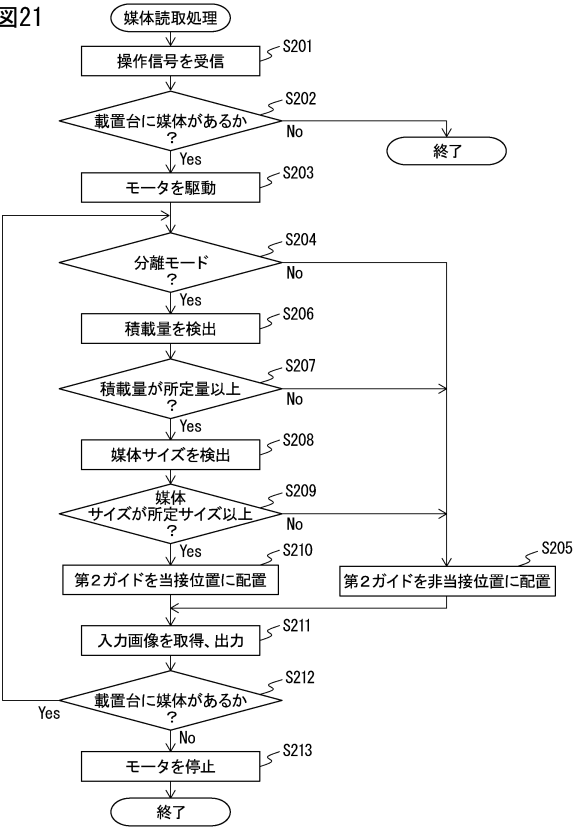 図21
媒体読取処理
操作信号を受信
S201
載置台に媒体があるか
?
S202
No
終了
Yes
モータを駆動
S203
分離モード
?
S204
No
Yes
積載量を検出
S206
積載量が所定量以上
?
S207
No
Yes
媒体サイズを検出
S208
媒体
サイズが所定サイズ以上
?
S209
No
Yes
第2ガイドを当接位置に配置
S210
第2ガイドを非当接位置に配置
S205
入力画像を取得、出力
S211
載置台に媒体があるか
?
S212
Yes
No
モータを停止
S213
終了